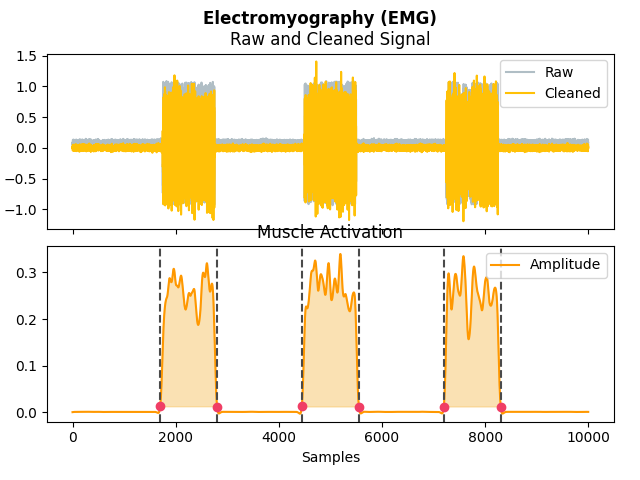 Electromyography (EMG)
Raw and Cleaned Signal
1.5
1.0
0.5
0.0
−0.5
−1.0
Raw
Cleaned
Muscle Activation
0.3
0.2
0.1
0.0
Amplitude
0 2000 4000 6000 8000 10000
Samples